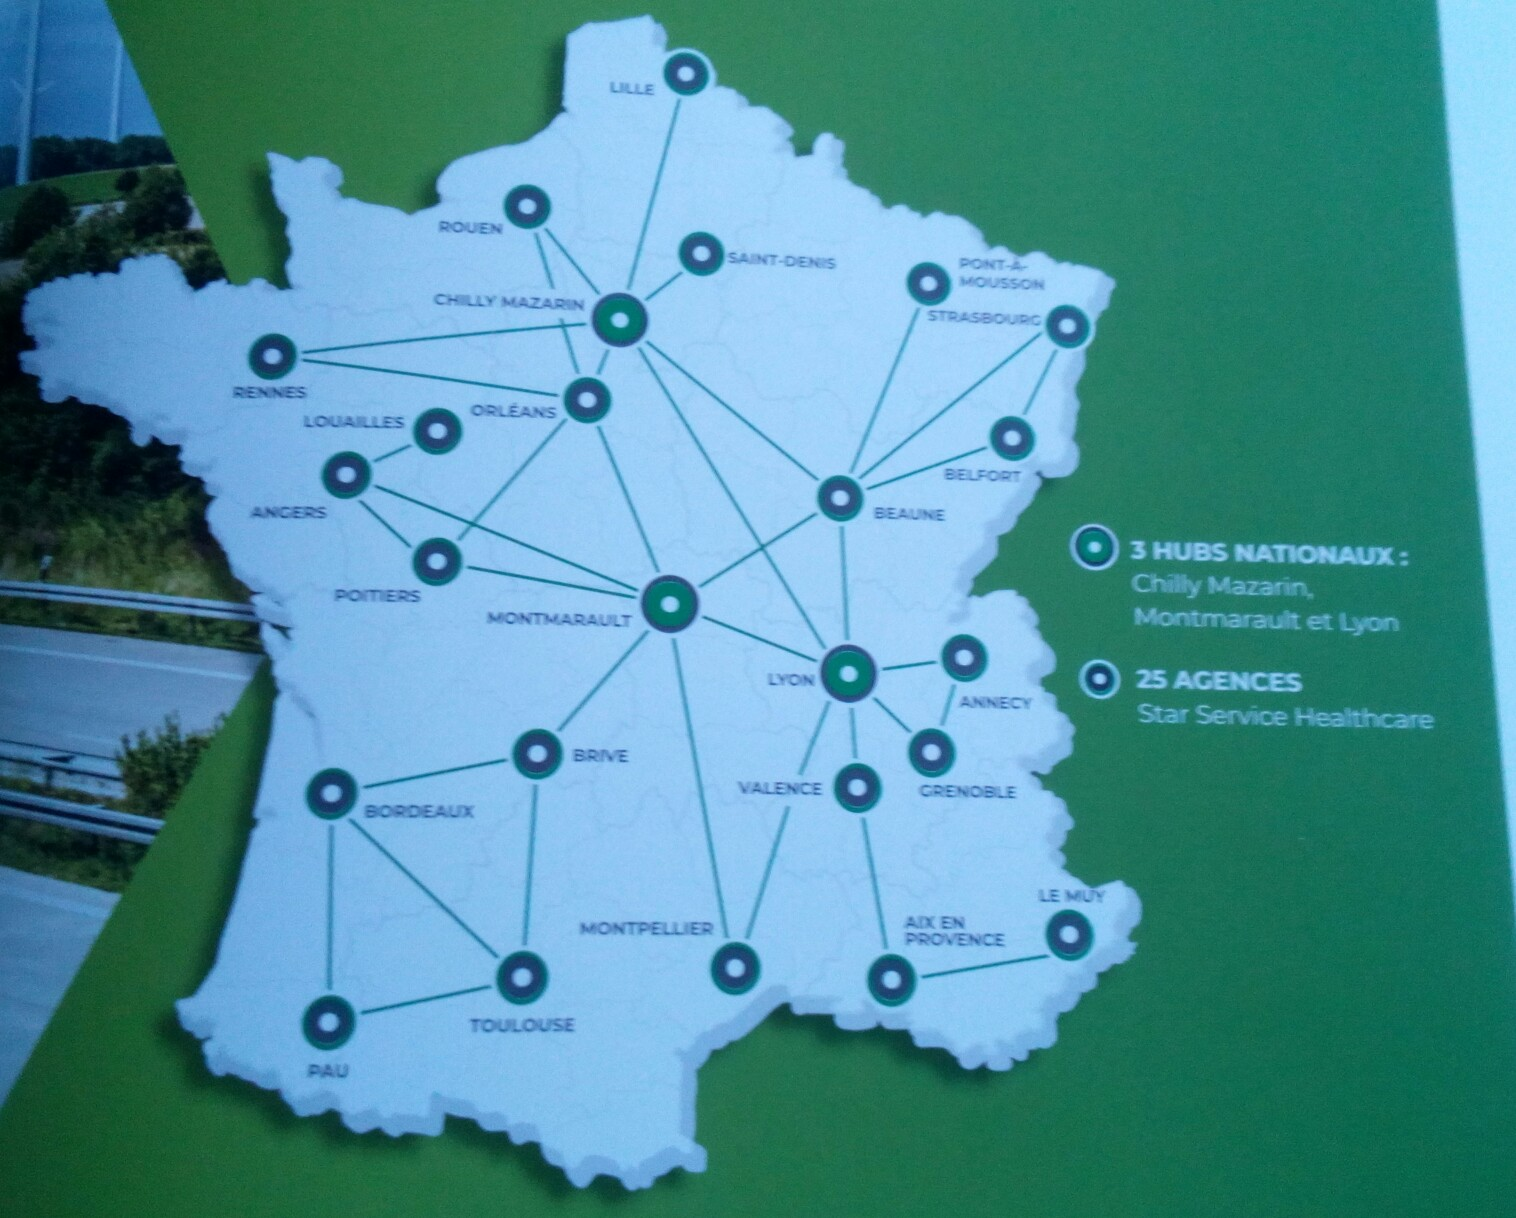 LILLE
ROUEN
SAINT-DENIS
PONT-À-
MOUSSON
CHILLY MAZARIN
STRASBOURG
RENNES
ORLÉANS
LOUAILLES
BELFORT
ANGERS
BEAUNE
3 HUBS NATIONAUX :
Chilly Mazarin,
Montmarault et Lyon
POITIERS
MONTMARAULT
LYON
25 AGENCES
Star Service Healthcare
ANNECY
BRIVE
VALENCE
GRENOBLE
BORDEAUX
LE MUY
MONTPELLIER
AIX EN
PROVENCE
TOULOUSE
PAU